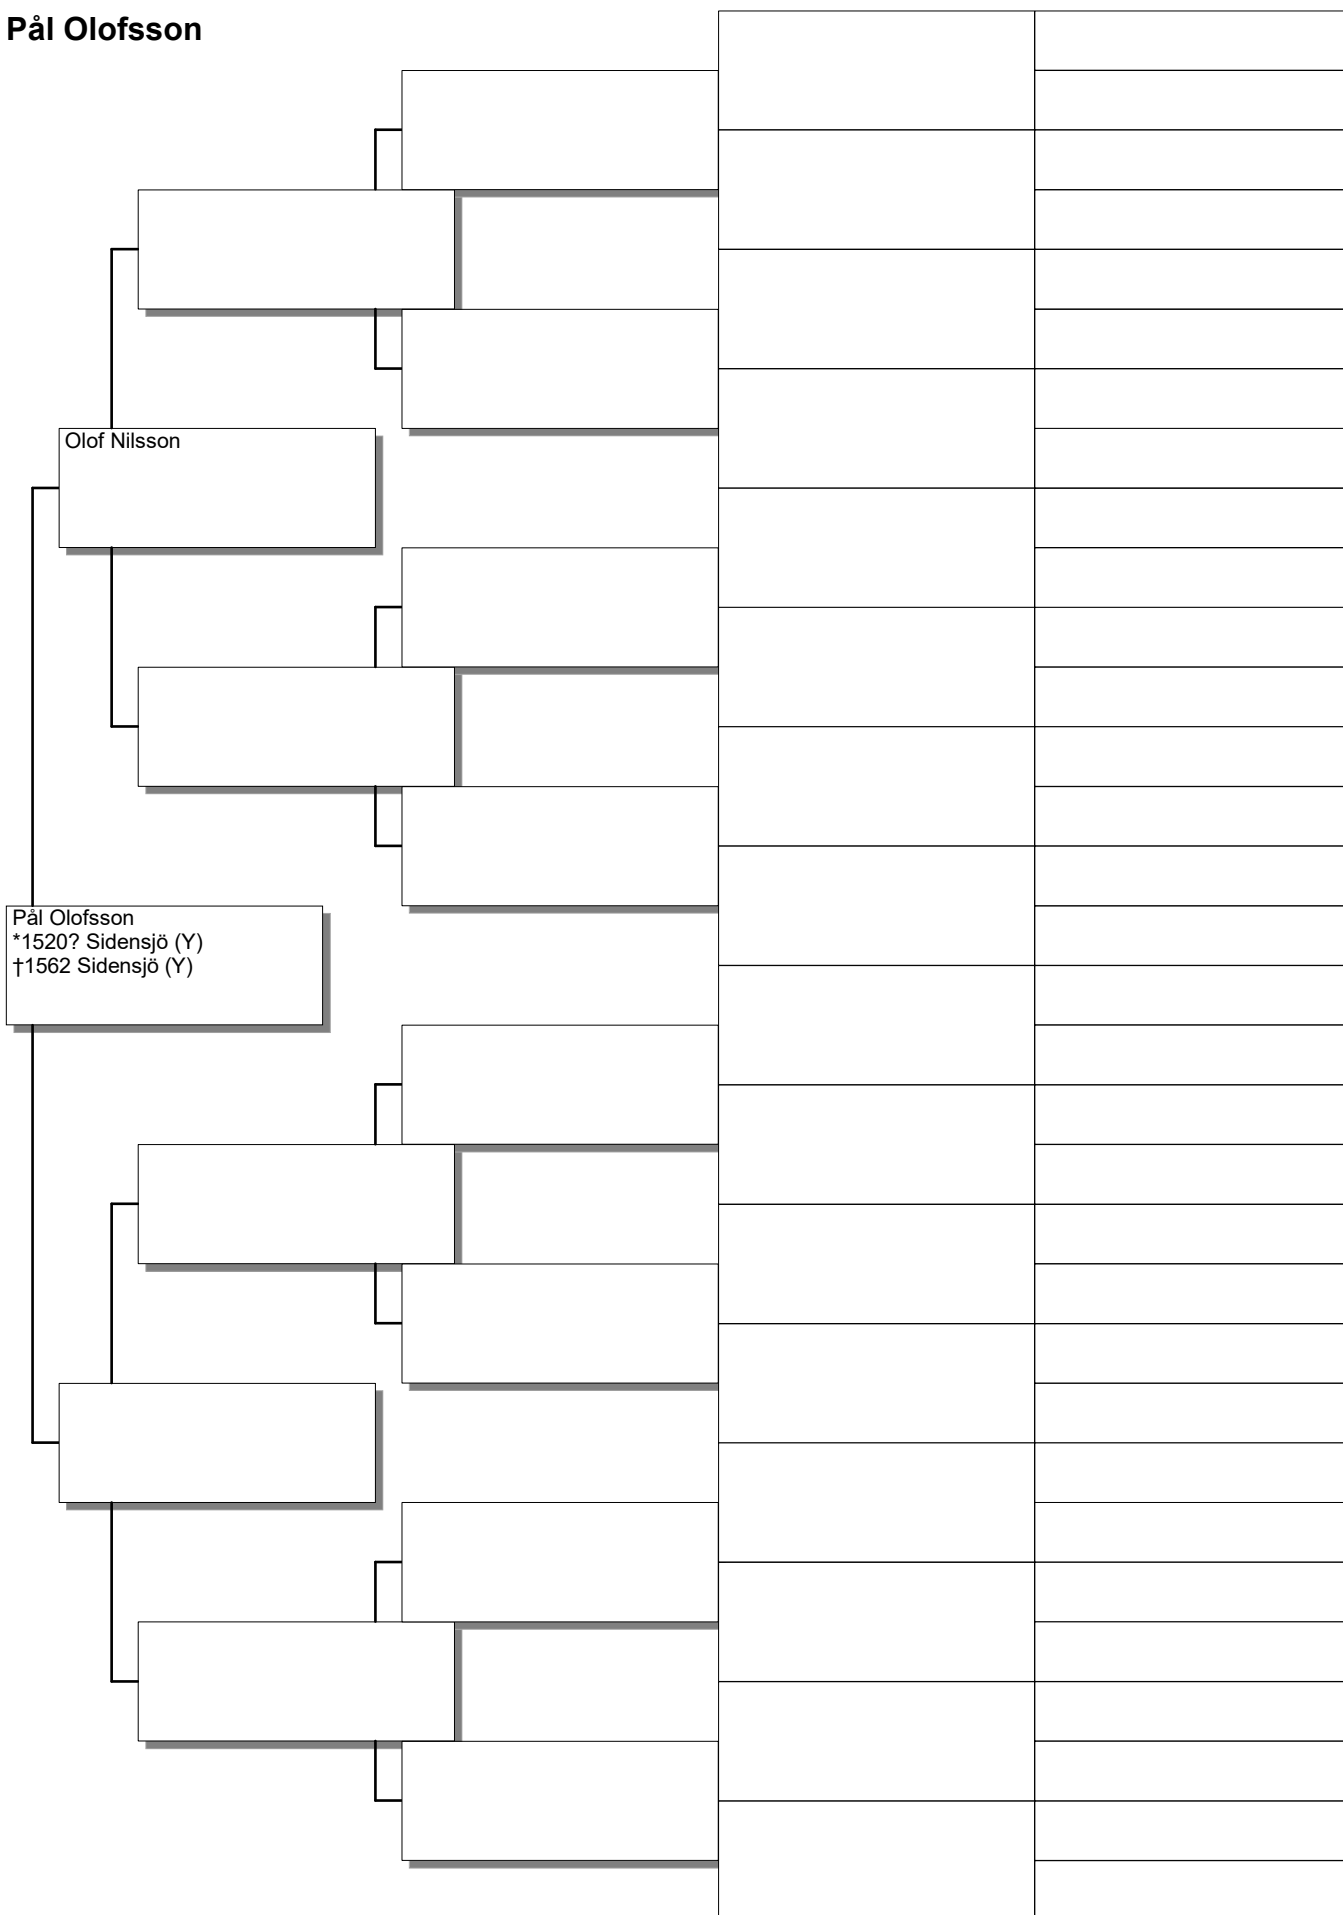 Pål Olofsson
Olof Nilsson
Pål Olofsson
*1520? Sidensjö (Y)
†1562 Sidensjö (Y)